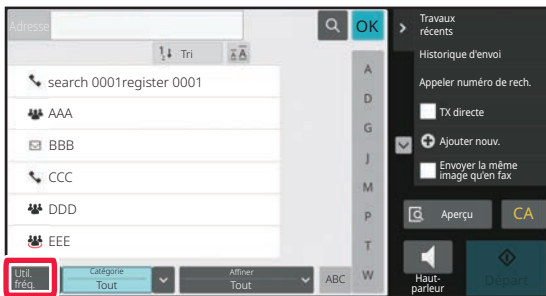 Adresse
OK
1 2 Tri
A A
search 0001register 0001
AAA
BBB
CCC
DDD
EEE
A
D
G
J
M
P
T
W
Util.
fréq.
Catégorie
Tout
Affiner
Tout
ABC
Travaux
récents
Historique d'envoi
Appeler numéro de rech.
TX directe
Ajouter nouv.
Envoyer la même
image qu'en fax
Aperçu
CA
Haut-
parleur
Départ